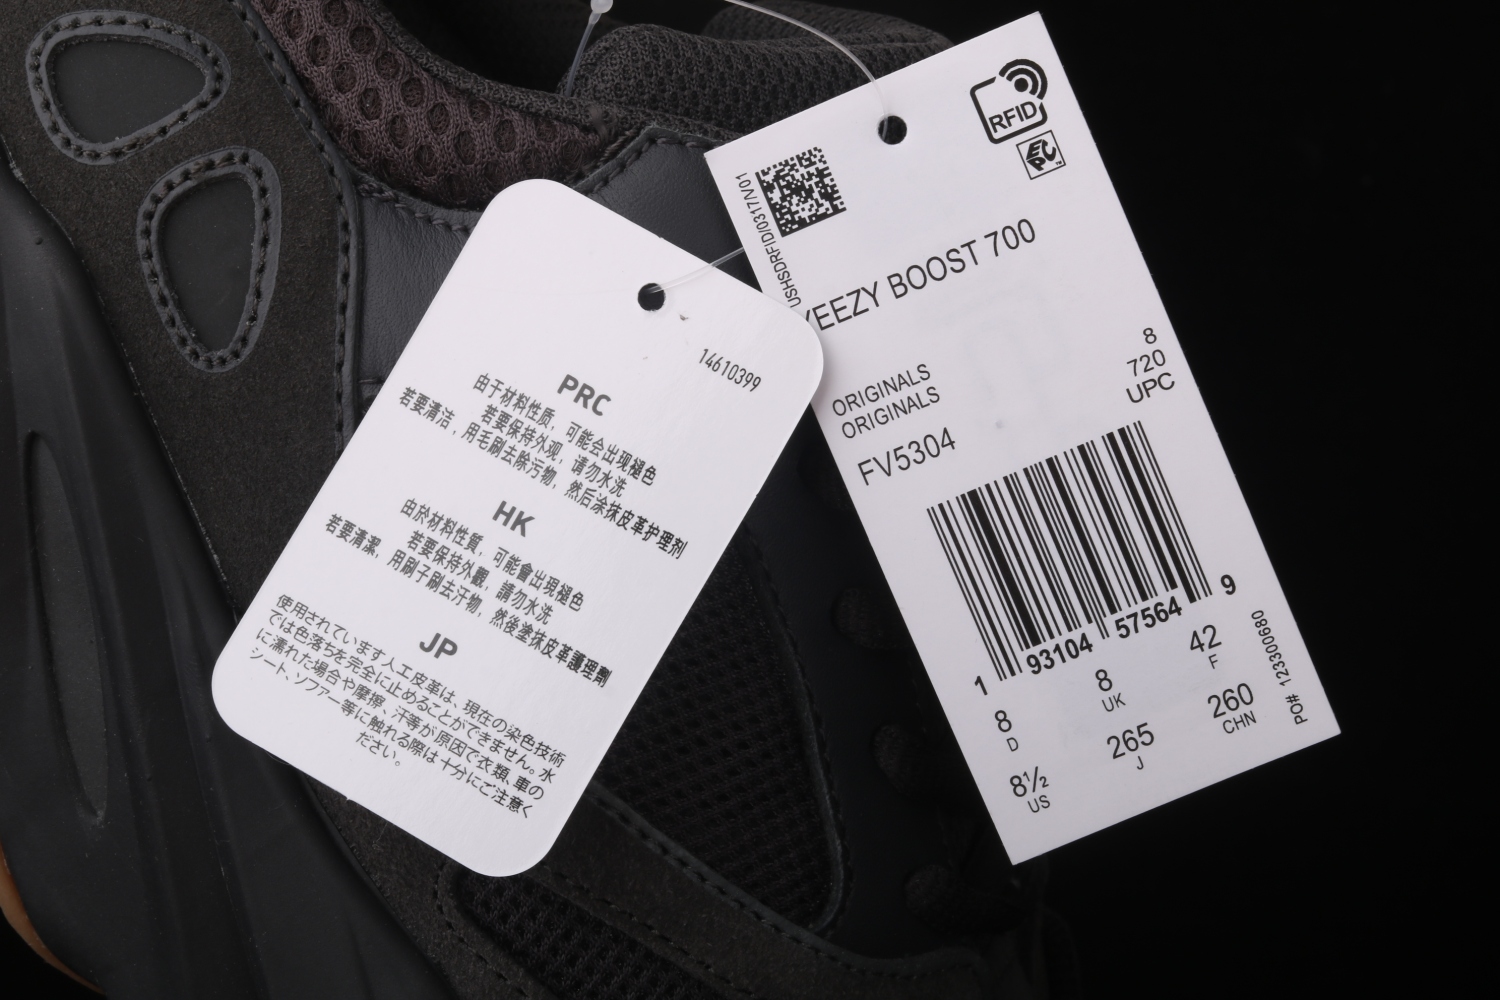 14610399
PRC
由于材料性质，可能会出现褪色
若要保持外观，请勿水洗
若要清洁，用毛刷去除污物，然后涂抹皮革护理剂
HK
由於材料性質，可能會出現褪色
若要保持外觀，請勿水洗
若要清潔，用刷子刷去汙物，然後塗抹皮革護理劑
JP
使用されています人工皮革は、現在の染色技術
では色落ちを完全に止めることができません。水
に濡れた場合や摩擦、汗等が原因で衣類、車の
シート、ソファー等に触れる際は十分にご注意く
ださい。
RFID
EPC
™
USHSDRFID/0317/V01
YEEZY BOOST 700
8
720
UPC
ORIGINALS
ORIGINALS
FV5304
1 93104 57564 9
8 D
8 UK
42 F
8½ US
265 J
260 CHN
PO# 123300680